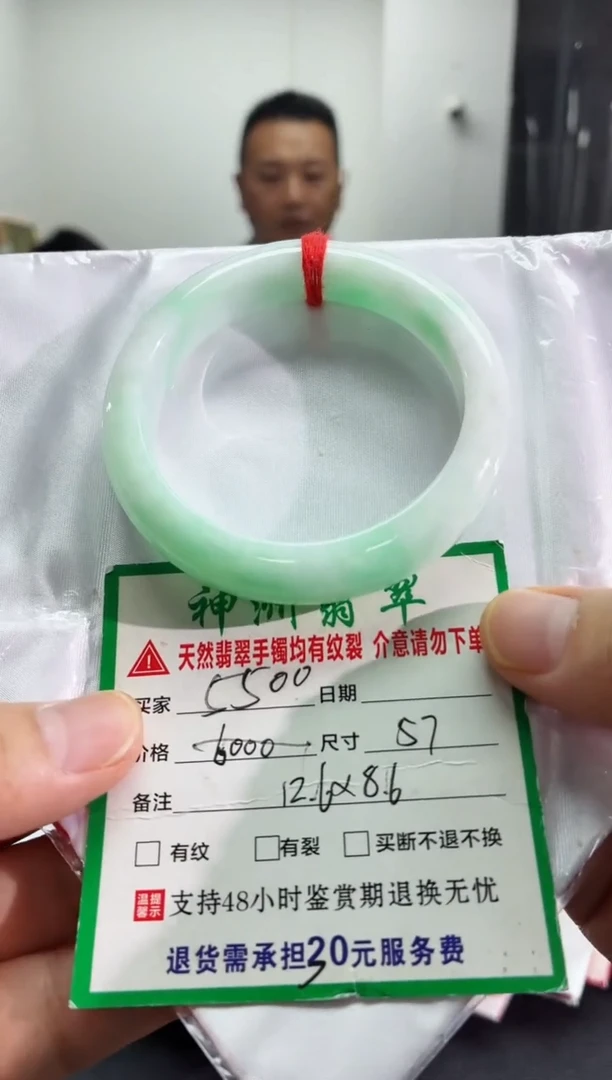 神洲翡翠
天然翡翠手镯均有纹裂 介意请勿下单
买家 5500 日期
价格 6000 尺寸 57
备注 12.6x8.6
有纹 有裂 买断不退不换
温馨提示 支持48小时鉴赏期退换无忧
退货需承担30元服务费